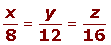 x/8 = y/12 = z/16